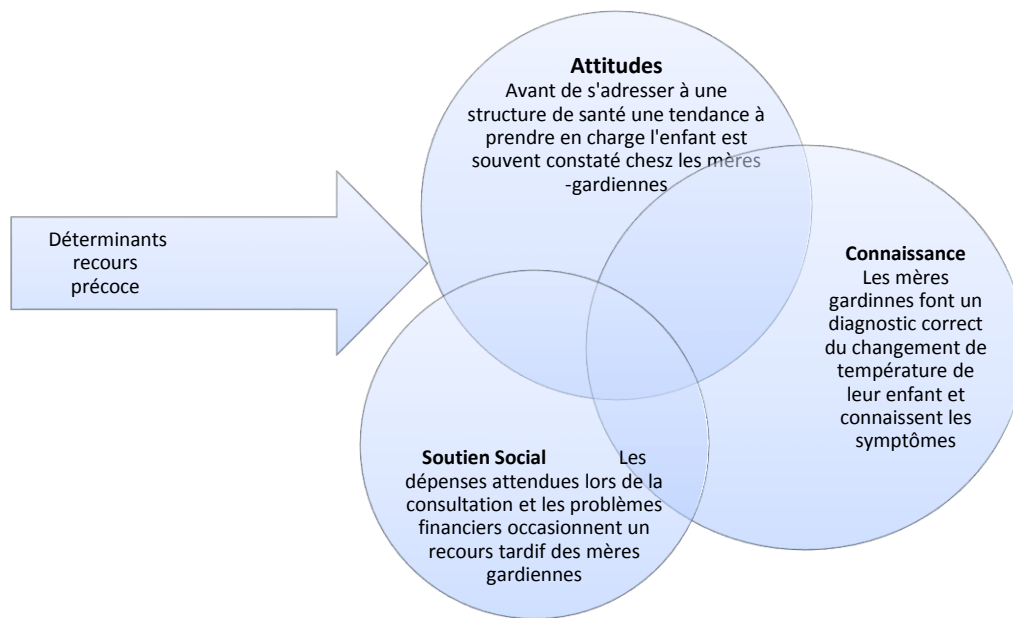 Déterminants
recours
précoce
Attitudes
Avant de s'adresser à une
structure de santé une tendance à
prendre en charge l'enfant est
souvent constaté chesz les mères
-gardiennes
Connaissance
Les mères
gardinnes font un
diagnostic correct
du changement de
température de
leur enfant et
connaissent les
symptômes
Soutien Social Les
dépenses attendues lors de la
consultation et les problèmes
financiers occasionnent un
recours tardif des mères
gardiennes